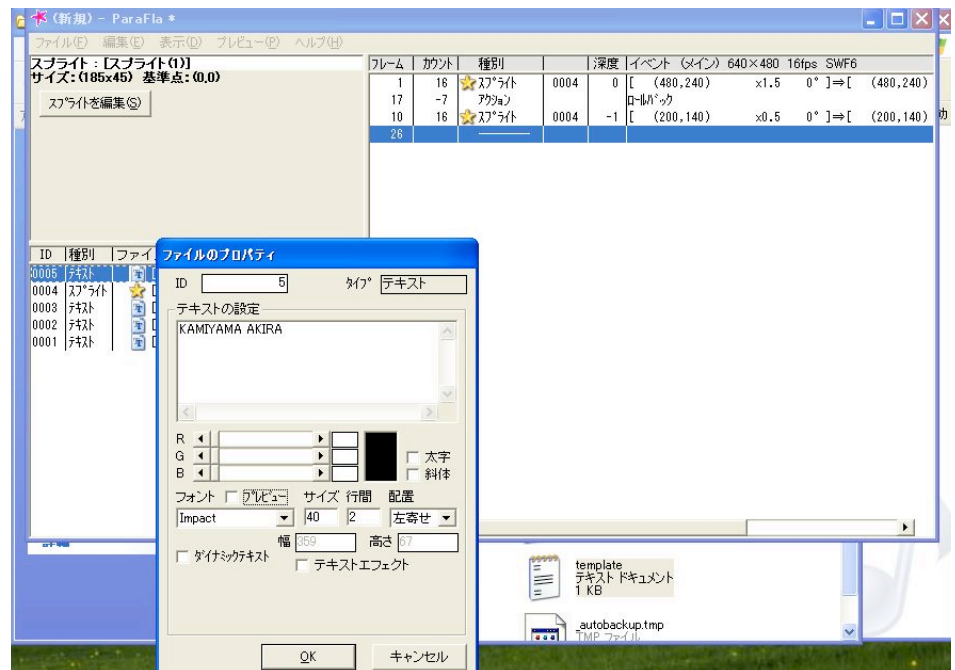 (新規) - ParaFla *
ファイル(F) 編集(E) 表示(D) プレビュー(P) ヘルプ(H)
スプライト：[スプライト(1)]
サイズ：(185x45) 基準点：(0,0)
スプライトを編集(S)
フレーム カウント 種別 深度 イベント (メイン) 640×480 16fps SWF6
1 16 スプライト 0004 0 [ (480,240) x1.5 0° ]⇒[ (480,240)
17 -7 アクション ロールバック
10 16 スプライト 0004 -1 [ (200,140) x0.5 0° ]⇒[ (200,140)
26
ID 種別 ファイ
0005 テキスト
0004 スプライト
0003 テキスト
0002 テキスト
0001 テキスト
ファイルのプロパティ
ID 5 タイプ テキスト
テキストの設定
KAMIYAMA AKIRA
R
G 太字
B 斜体
フォント プレビュー サイズ 行間 配置
Impact 40 2 左寄せ
幅 359 高さ 67
ダイナミックテキスト テキストエフェクト
OK キャンセル
template
テキスト ドキュメント
1 KB
_autobackup.tmp
TMP ファイル